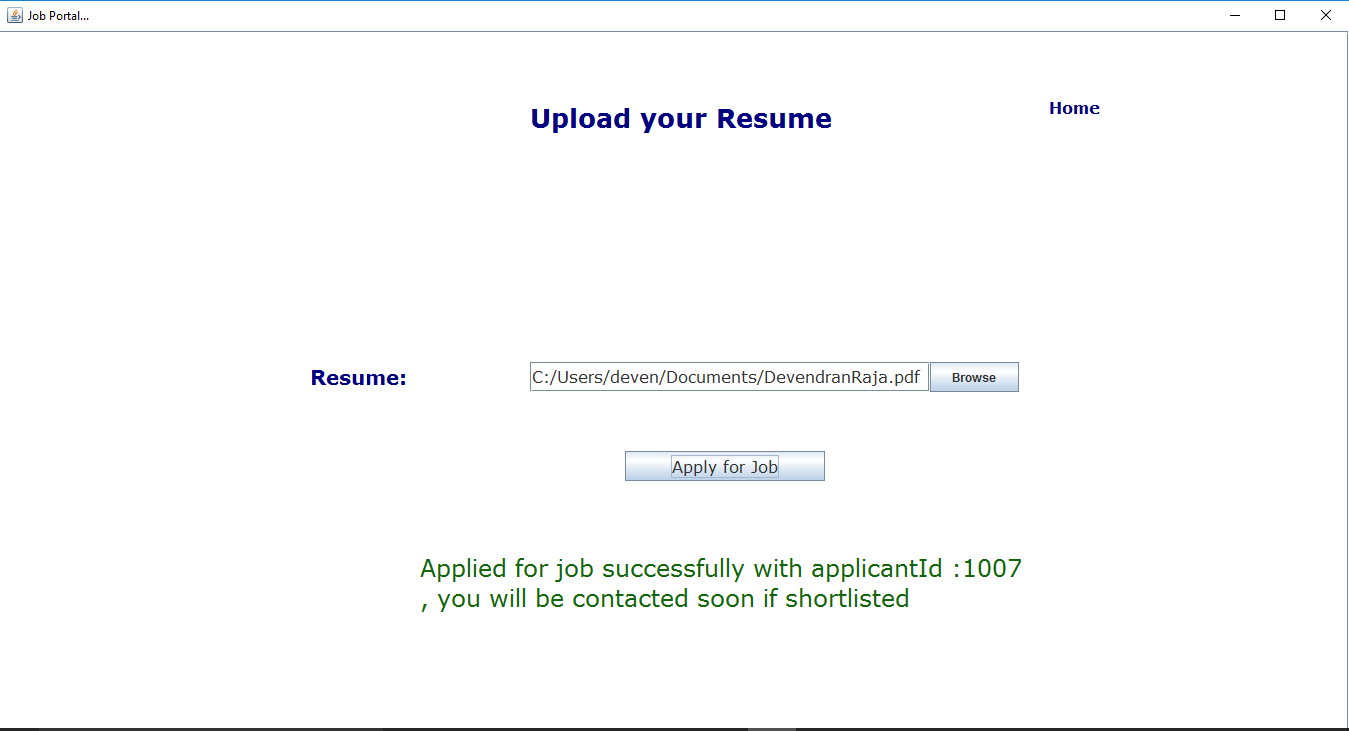 Job Portal...
Upload your Resume
Home
Resume:
C:/Users/deven/Documents/DevendranRaja.pdf
Browse
Apply for Job
Applied for job successfully with applicantId :1007
, you will be contacted soon if shortlisted